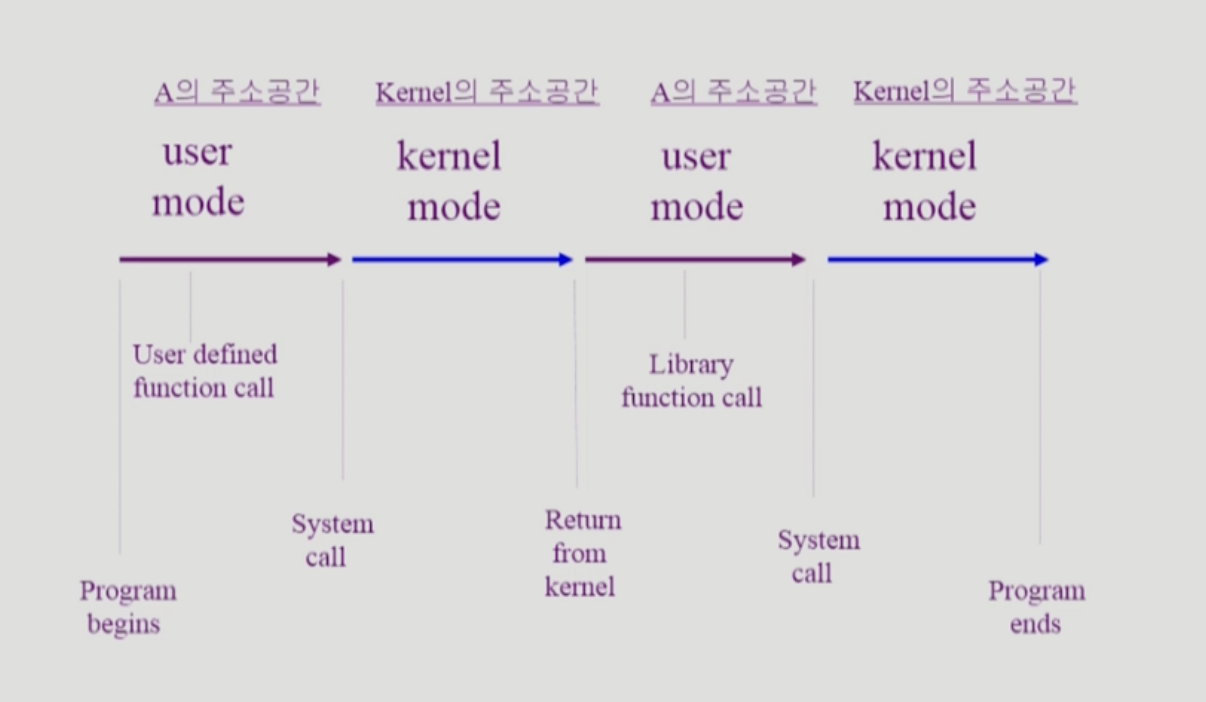 A의 주소공간
Kernel의 주소공간
A의 주소공간
Kernel의 주소공간
user
mode
kernel
mode
user
mode
kernel
mode
User defined
function call
Library
function call
System
call
Return
from
kernel
System
call
Program
begins
Program
ends